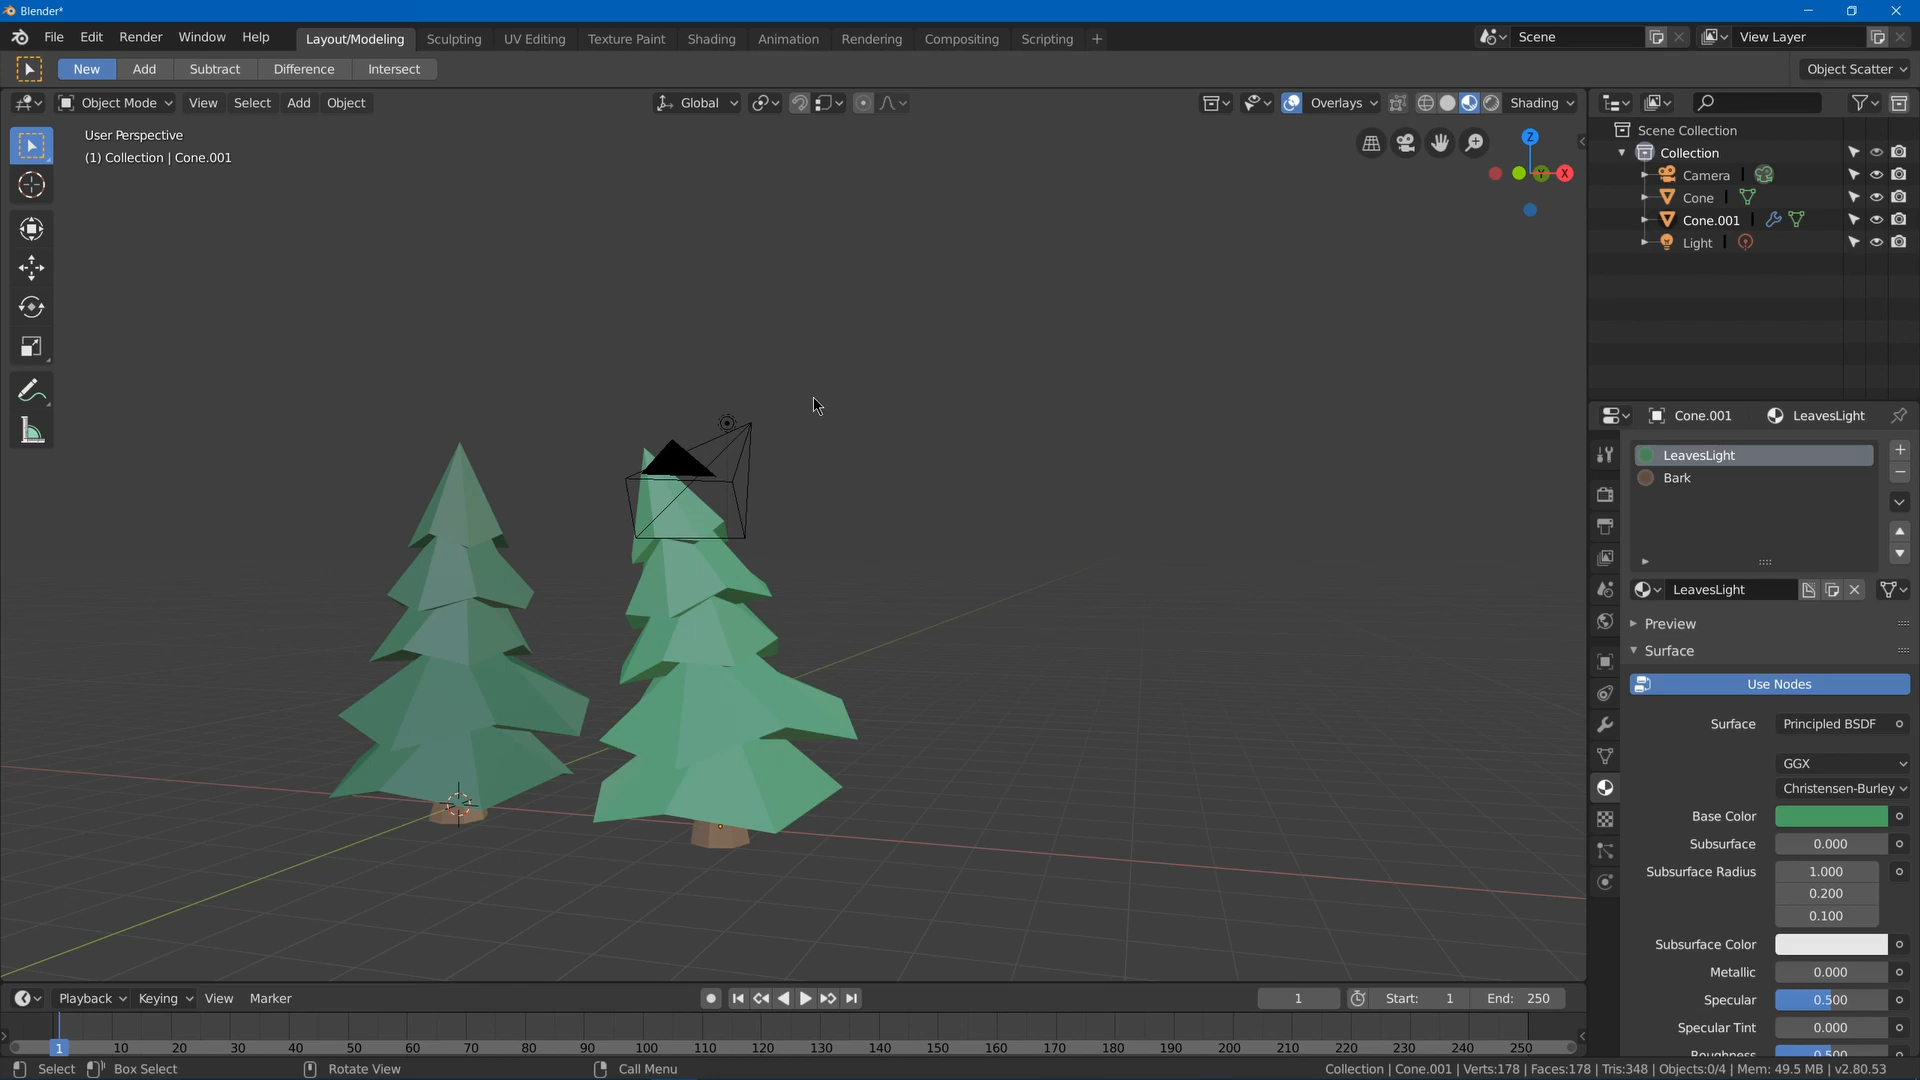 Blender*
File Edit Render Window Help Layout/Modeling Sculpting UV Editing Texture Paint Shading Animation Rendering Compositing Scripting + Scene View Layer
New Add Subtract Difference Intersect Object Scatter
Object Mode View Select Add Object Global Overlays Shading
User Perspective
(1) Collection | Cone.001
Z
Y
X
Scene Collection
Collection
Camera
Cone
Cone.001
Light
Cone.001 LeavesLight
LeavesLight
Bark
LeavesLight
Preview
Surface
Use Nodes
Surface Principled BSDF
GGX
Christensen-Burley
Base Color
Subsurface 0.000
Subsurface Radius 1.000
0.200
0.100
Subsurface Color
Metallic 0.000
Specular 0.500
Specular Tint 0.000
Roughness 0.500
Playback Keying View Marker 1 Start: 1 End: 250
1 10 20 30 40 50 60 70 80 90 100 110 120 130 140 150 160 170 180 190 200 210 220 230 240 250
Select Box Select Rotate View Call Menu Collection | Cone.001 | Verts:178 | Faces:178 | Tris:348 | Objects:0/4 | Mem: 49.5 MB | v2.80.53